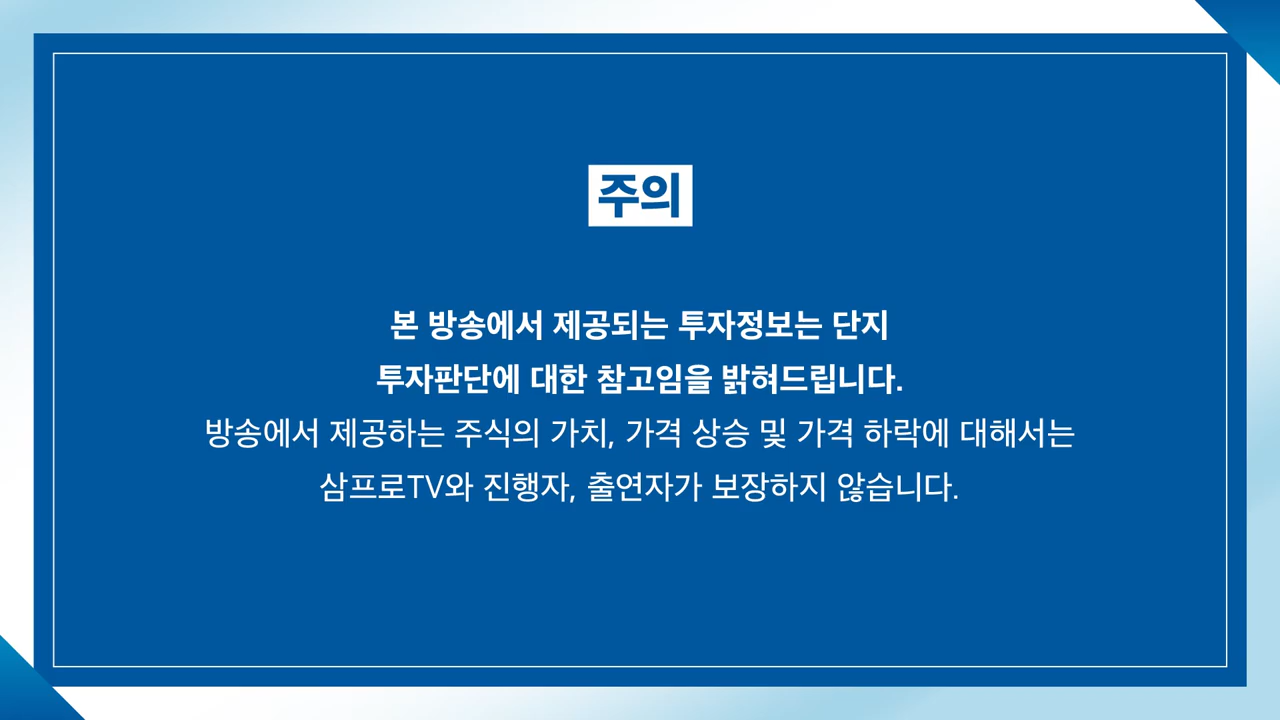 주의
본 방송에서 제공되는 투자정보는 단지
투자판단에 대한 참고임을 밝혀드립니다.
방송에서 제공하는 주식의 가치, 가격 상승 및 가격 하락에 대해서는
삼프로TV와 진행자, 출연자가 보장하지 않습니다.